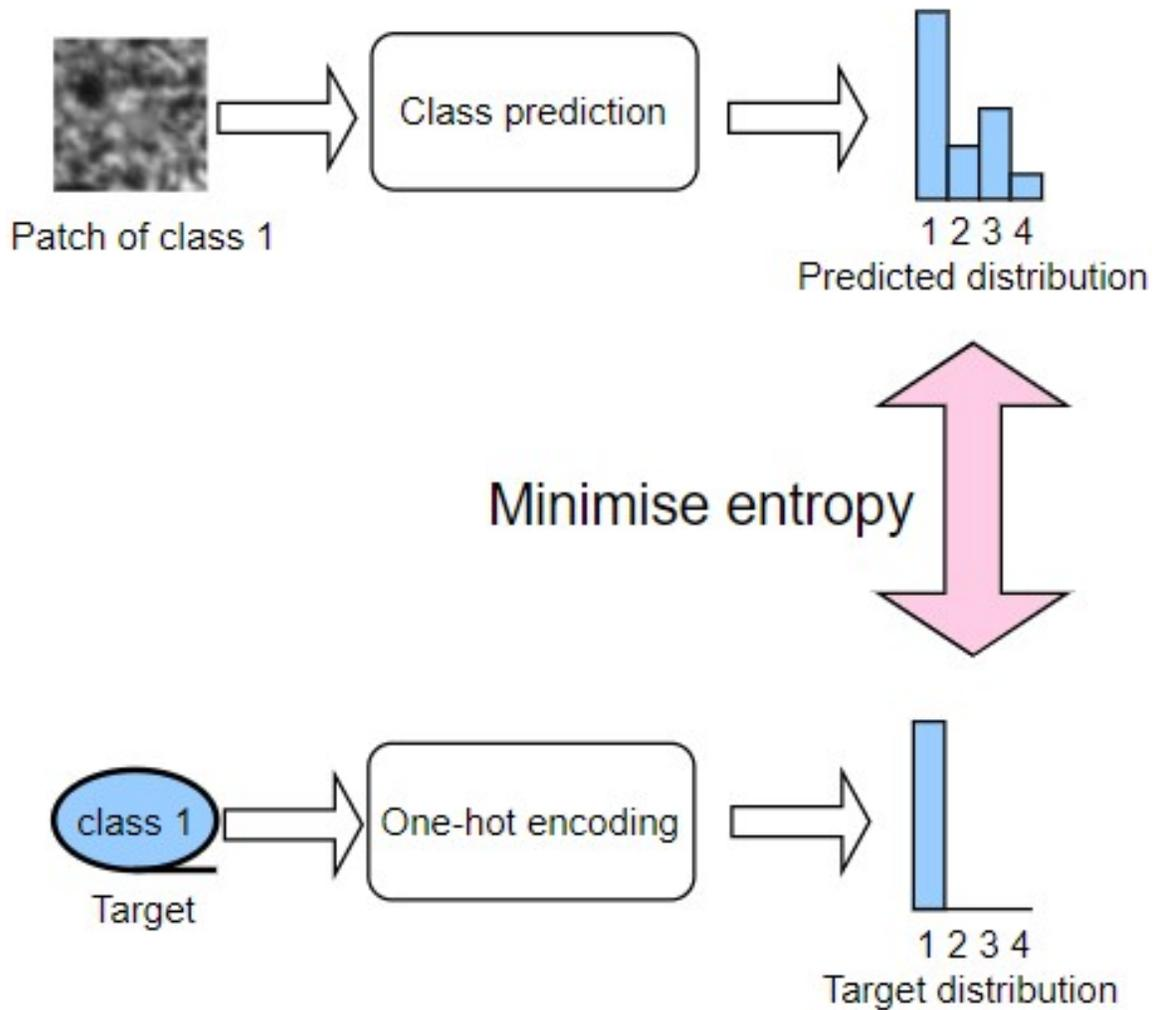 Class prediction
Patch of class 1
1 2 3 4
Predicted distribution
Minimise entropy
class 1
One-hot encoding
Target
1 2 3 4
Target distribution